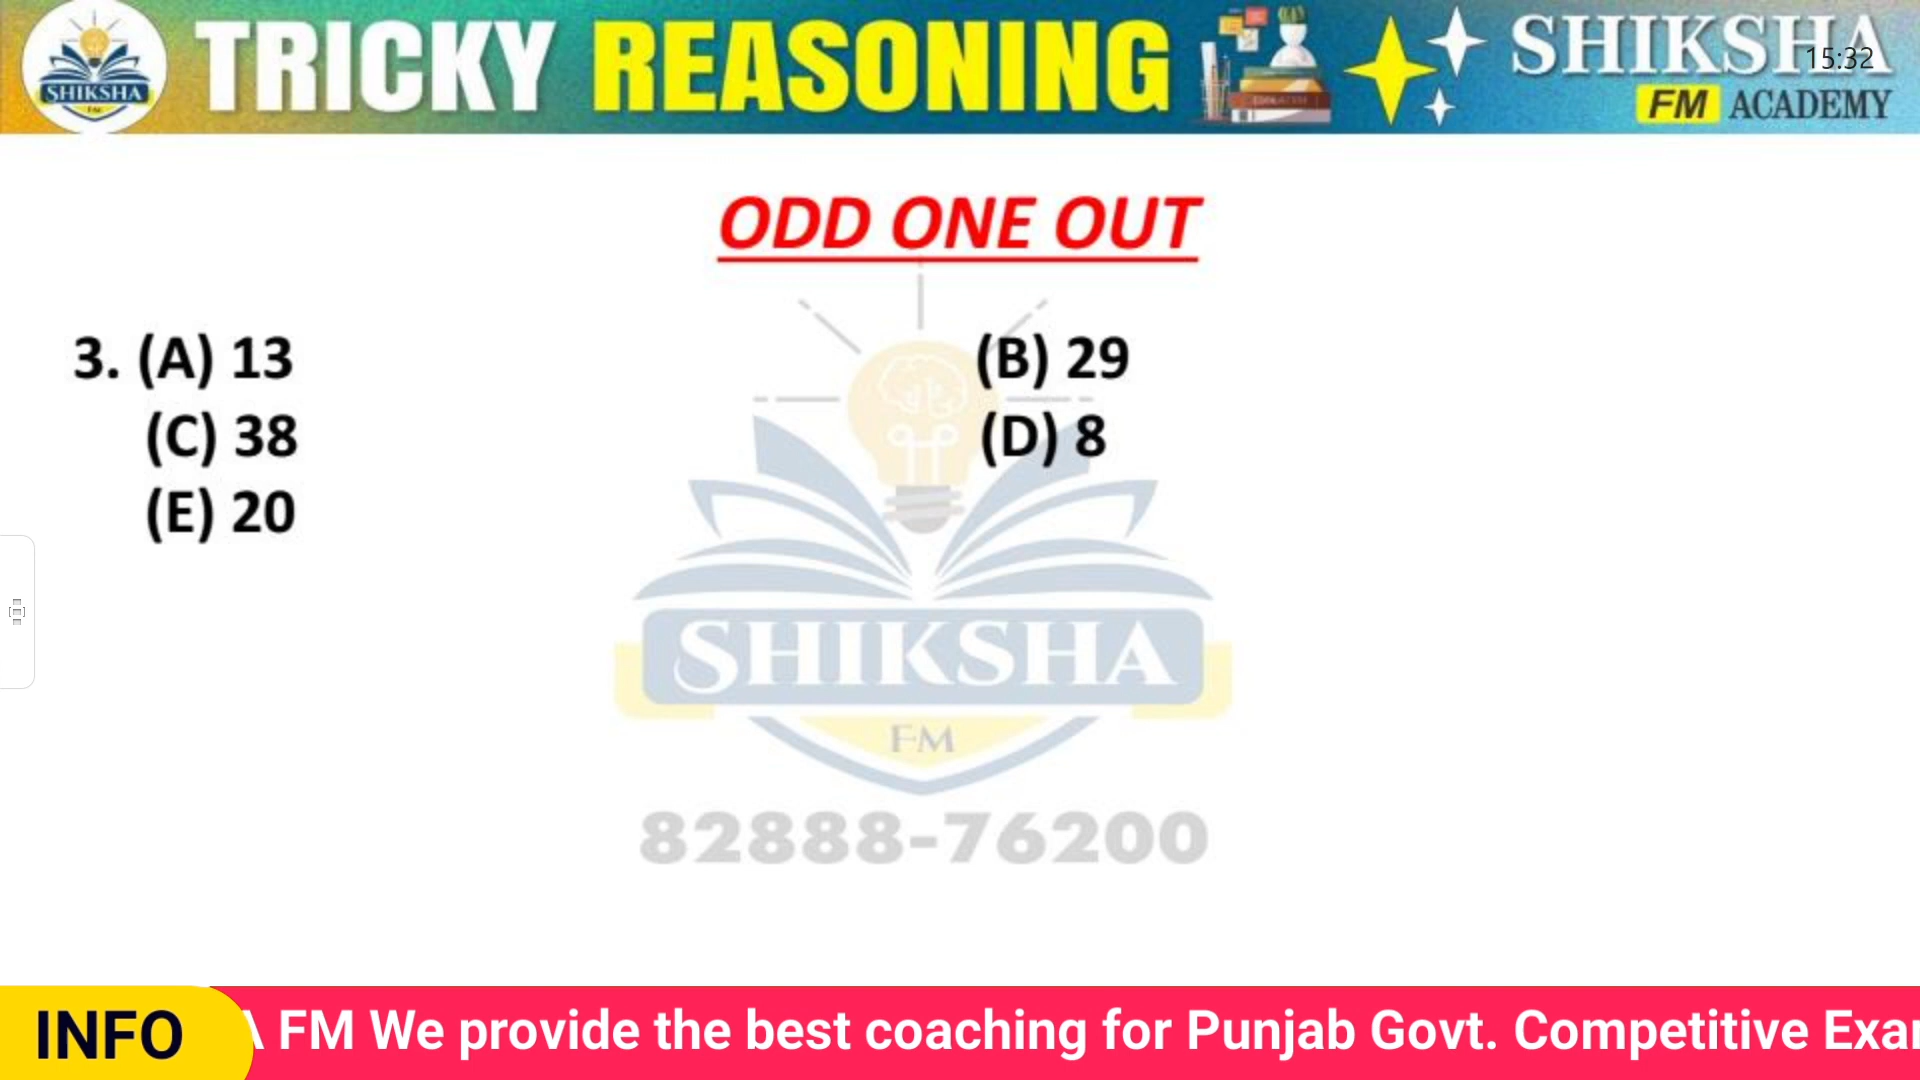 SHIKSHA
FM
TRICKY REASONING
SHIKSHA
15:32
FM ACADEMY
ODD ONE OUT
3. (A) 13 (B) 29
(C) 38 (D) 8
(E) 20
SHIKSHA
FM
82888-76200
INFO
A FM We provide the best coaching for Punjab Govt. Competitive Exa